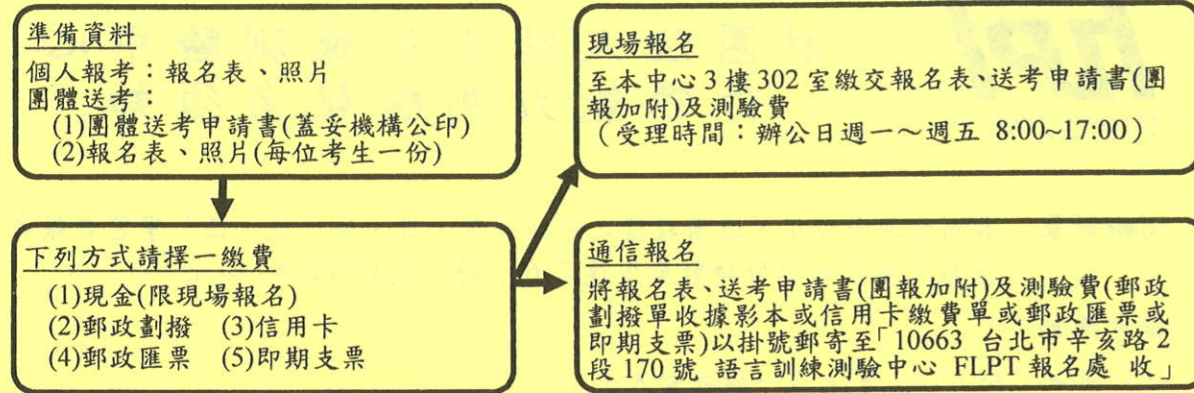 準備資料
個人報考：報名表、照片
團體送考：
(1)團體送考申請書(蓋妥機構公印)
(2)報名表、照片(每位考生一份)
下列方式請擇一繳費
(1)現金(限現場報名)
(2)郵政劃撥 (3)信用卡
(4)郵政匯票 (5)即期支票
現場報名
至本中心3樓302室繳交報名表、送考申請書(團
報加附)及測驗費
(受理時間：辦公日週一～週五 8:00~17:00)
通信報名
將報名表、送考申請書(團報加附)及測驗費(郵政
劃撥單收據影本或信用卡繳費單或郵政匯票或
即期支票)以掛號郵寄至「10663 台北市辛亥路2
段170號 語言訓練測驗中心 FLPT報名處 收」